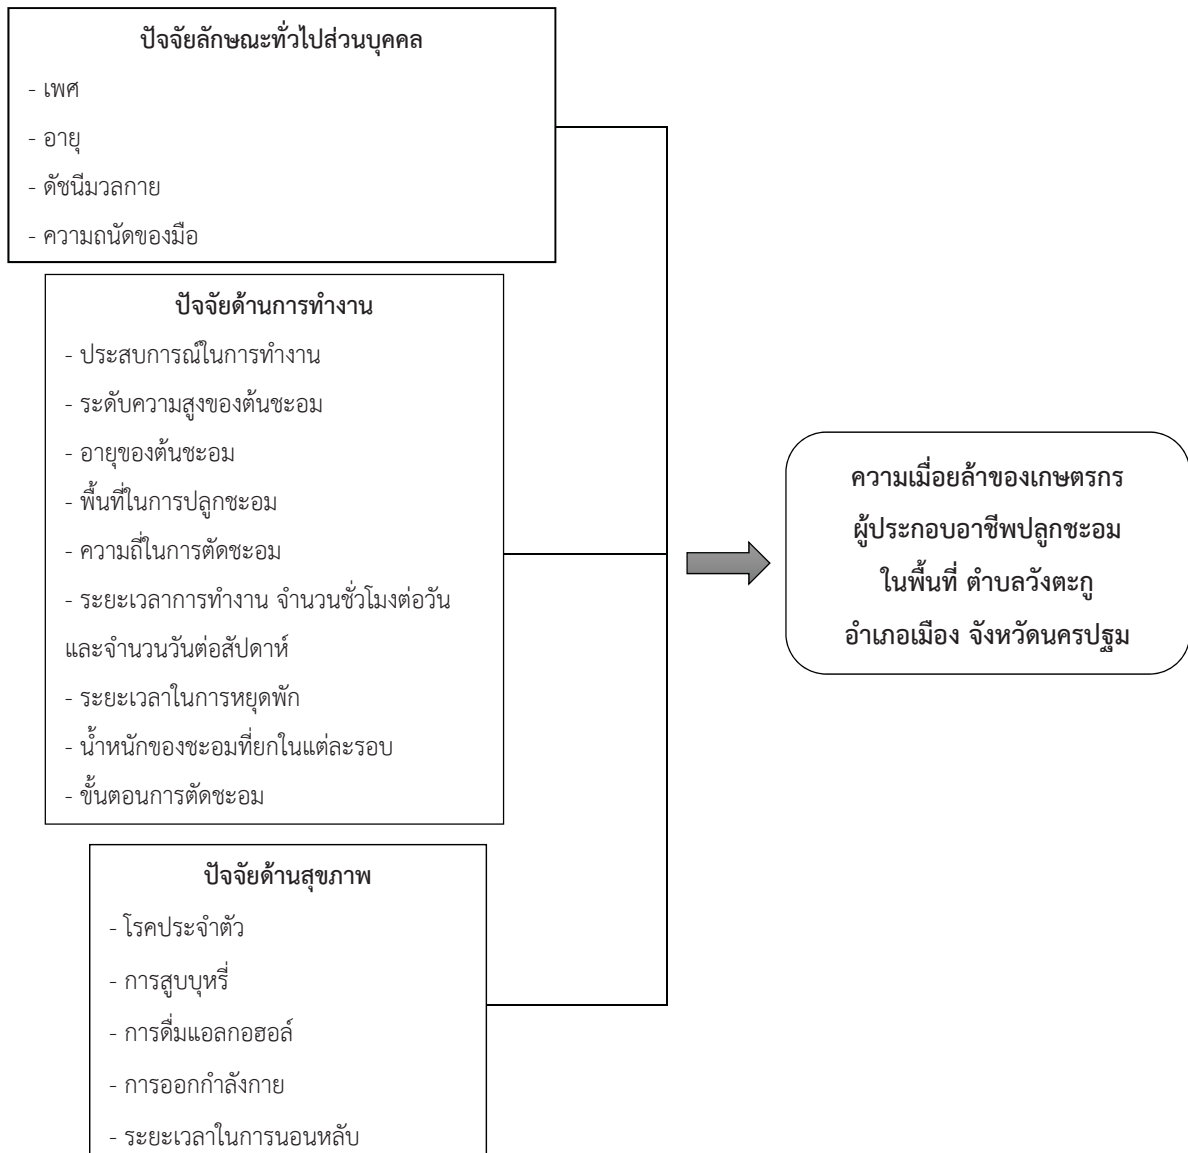 ปัจจัยลักษณะทั่วไปส่วนบุคคล
- เพศ
- อายุ
- ดัชนีมวลกาย
- ความถนัดของมือ
ปัจจัยด้านการทำงาน
- ประสบการณ์ในการทำงาน
- ระดับความสูงของต้นชะอม
- อายุของต้นชะอม
- พื้นที่ในการปลูกชะอม
- ความถี่ในการตัดชะอม
- ระยะเวลาการทำงาน จำนวนชั่วโมงต่อวัน
และจำนวนวันต่อสัปดาห์
- ระยะเวลาในการหยุดพัก
- น้ำหนักของชะอมที่ยกในแต่ละรอบ
- ขั้นตอนการตัดชะอม
ปัจจัยด้านสุขภาพ
- โรคประจำตัว
- การสูบบุหรี่
- การดื่มแอลกอฮอล์
- การออกกำลังกาย
- ระยะเวลาในการนอนหลับ
ความเมื่อยล้าของเกษตรกร
ผู้ประกอบอาชีพปลูกชะอม
ในพื้นที่ ตำบลวังตะกู
อำเภอเมือง จังหวัดนครปฐม